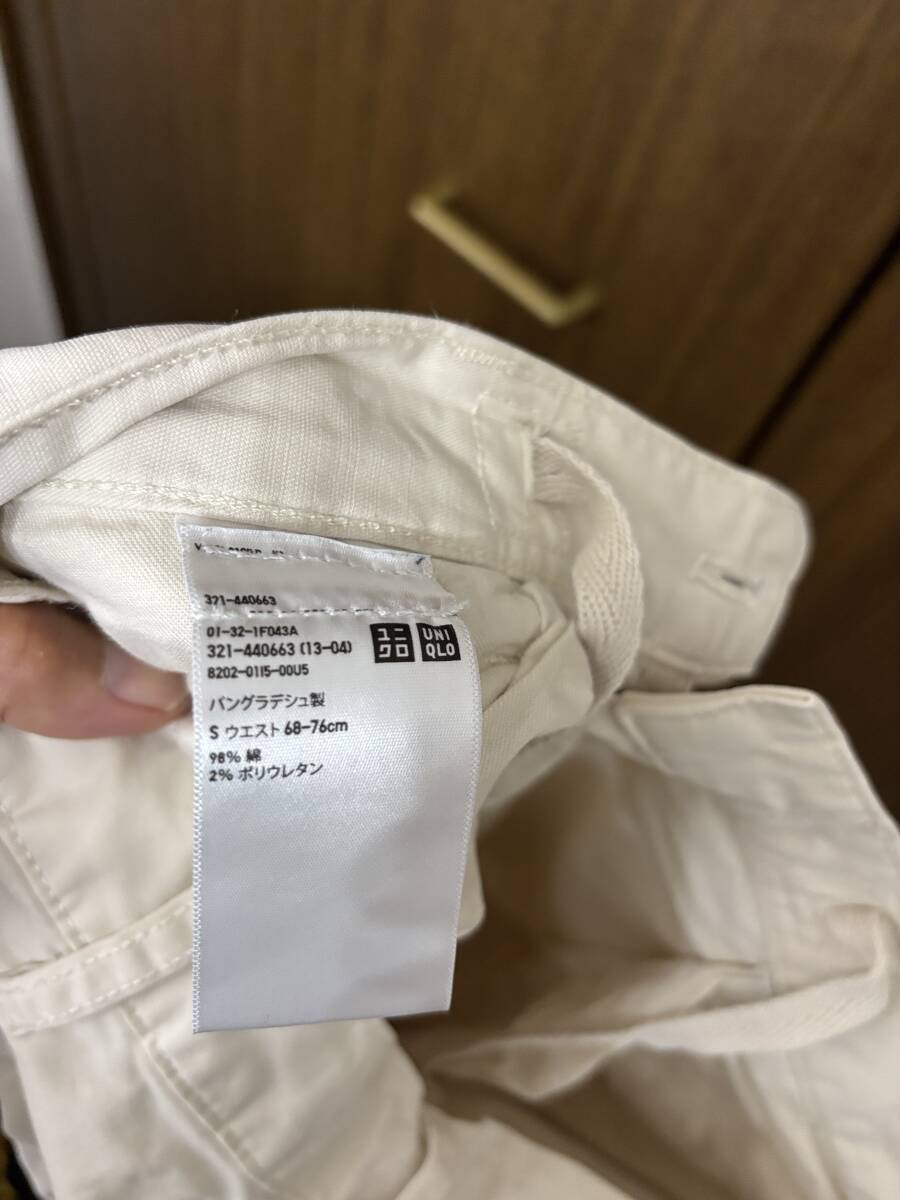 321-440663
01-32-1F043A
321-440663 (13-04)
ユニクロ
UNIQLO
8202-0115-00U5
バングラデシュ製
S ウエスト 68-76cm
98% 綿
2% ポリウレタン